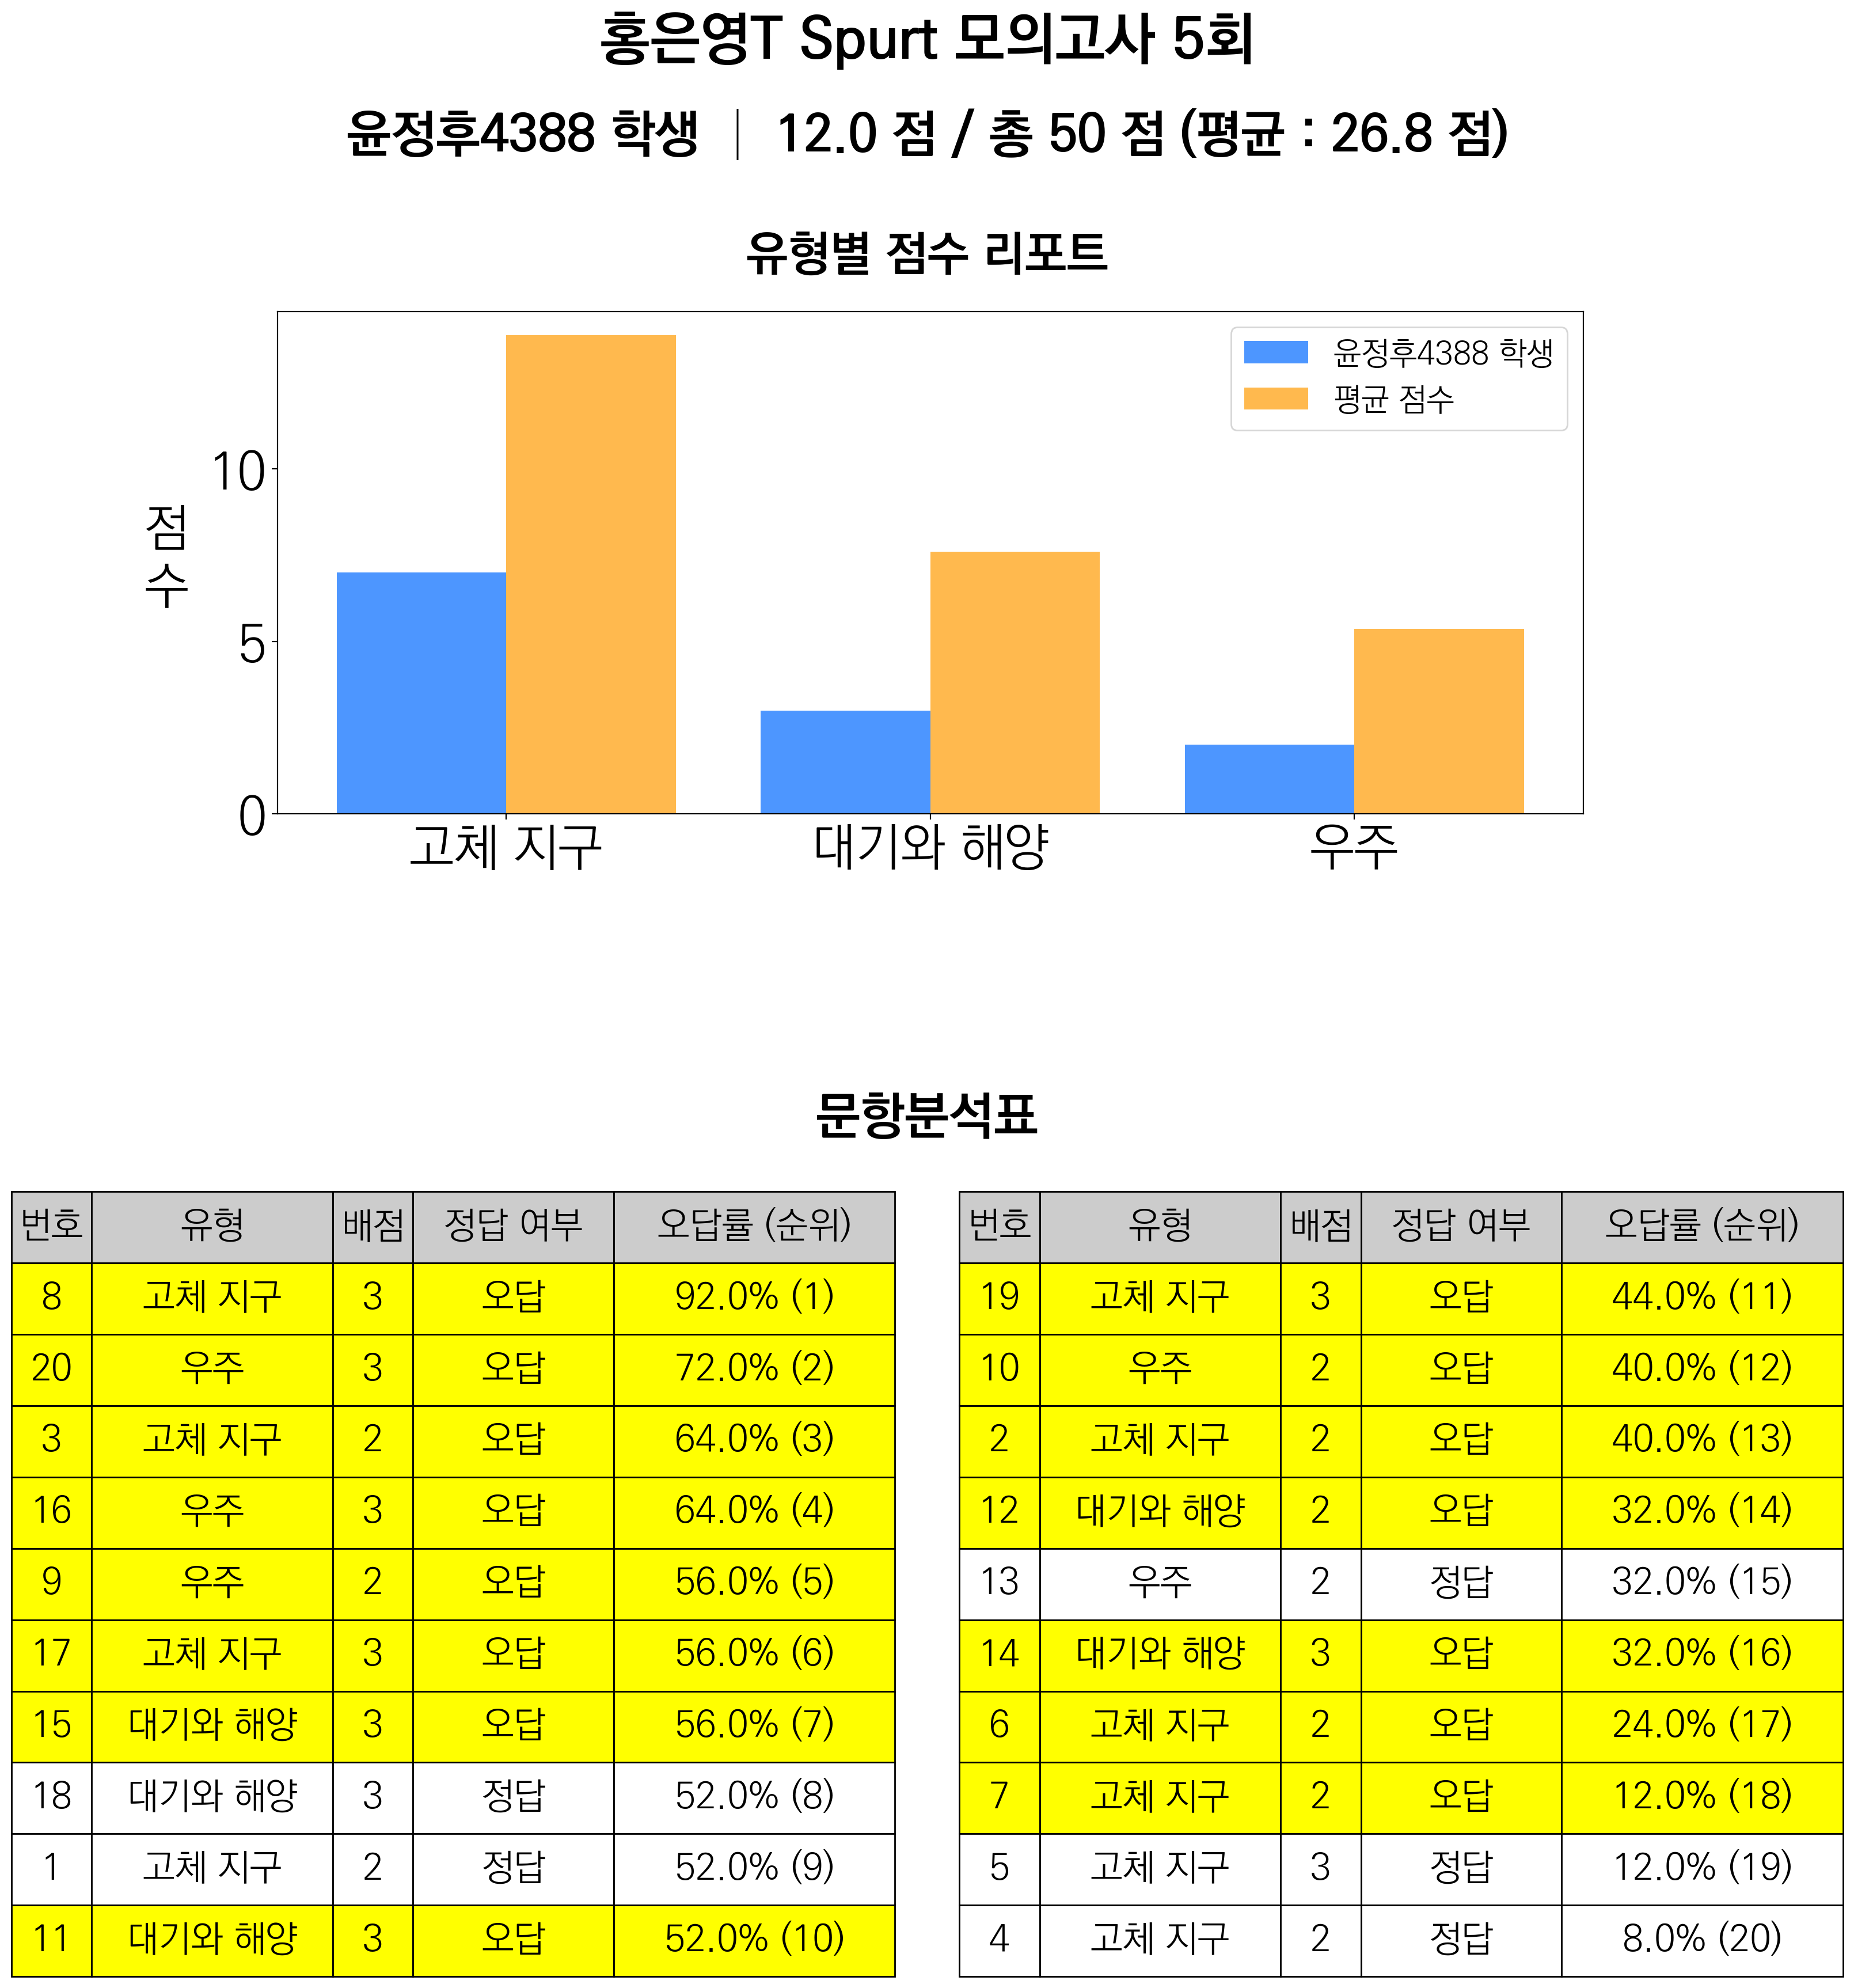 홍은영T Spurt 모의고사 5회
윤정후4388 학생 | 12.0 점 / 총 50 점 (평균 : 26.8 점)
유형별 점수 리포트
윤정후4388 학생
평균 점수
10
5
0
점
수
고체 지구 대기와 해양 우주
문항분석표
번호 유형 배점 정답 여부 오답률 (순위)
8 고체 지구 3 오답 92.0% (1)
20 우주 3 오답 72.0% (2)
3 고체 지구 2 오답 64.0% (3)
16 우주 3 오답 64.0% (4)
9 우주 2 오답 56.0% (5)
17 고체 지구 3 오답 56.0% (6)
15 대기와 해양 3 오답 56.0% (7)
18 대기와 해양 3 정답 52.0% (8)
1 고체 지구 2 정답 52.0% (9)
11 대기와 해양 3 오답 52.0% (10)
번호 유형 배점 정답 여부 오답률 (순위)
19 고체 지구 3 오답 44.0% (11)
10 우주 2 오답 40.0% (12)
2 고체 지구 2 오답 40.0% (13)
12 대기와 해양 2 오답 32.0% (14)
13 우주 2 정답 32.0% (15)
14 대기와 해양 3 오답 32.0% (16)
6 고체 지구 2 오답 24.0% (17)
7 고체 지구 2 오답 12.0% (18)
5 고체 지구 3 정답 12.0% (19)
4 고체 지구 2 정답 8.0% (20)